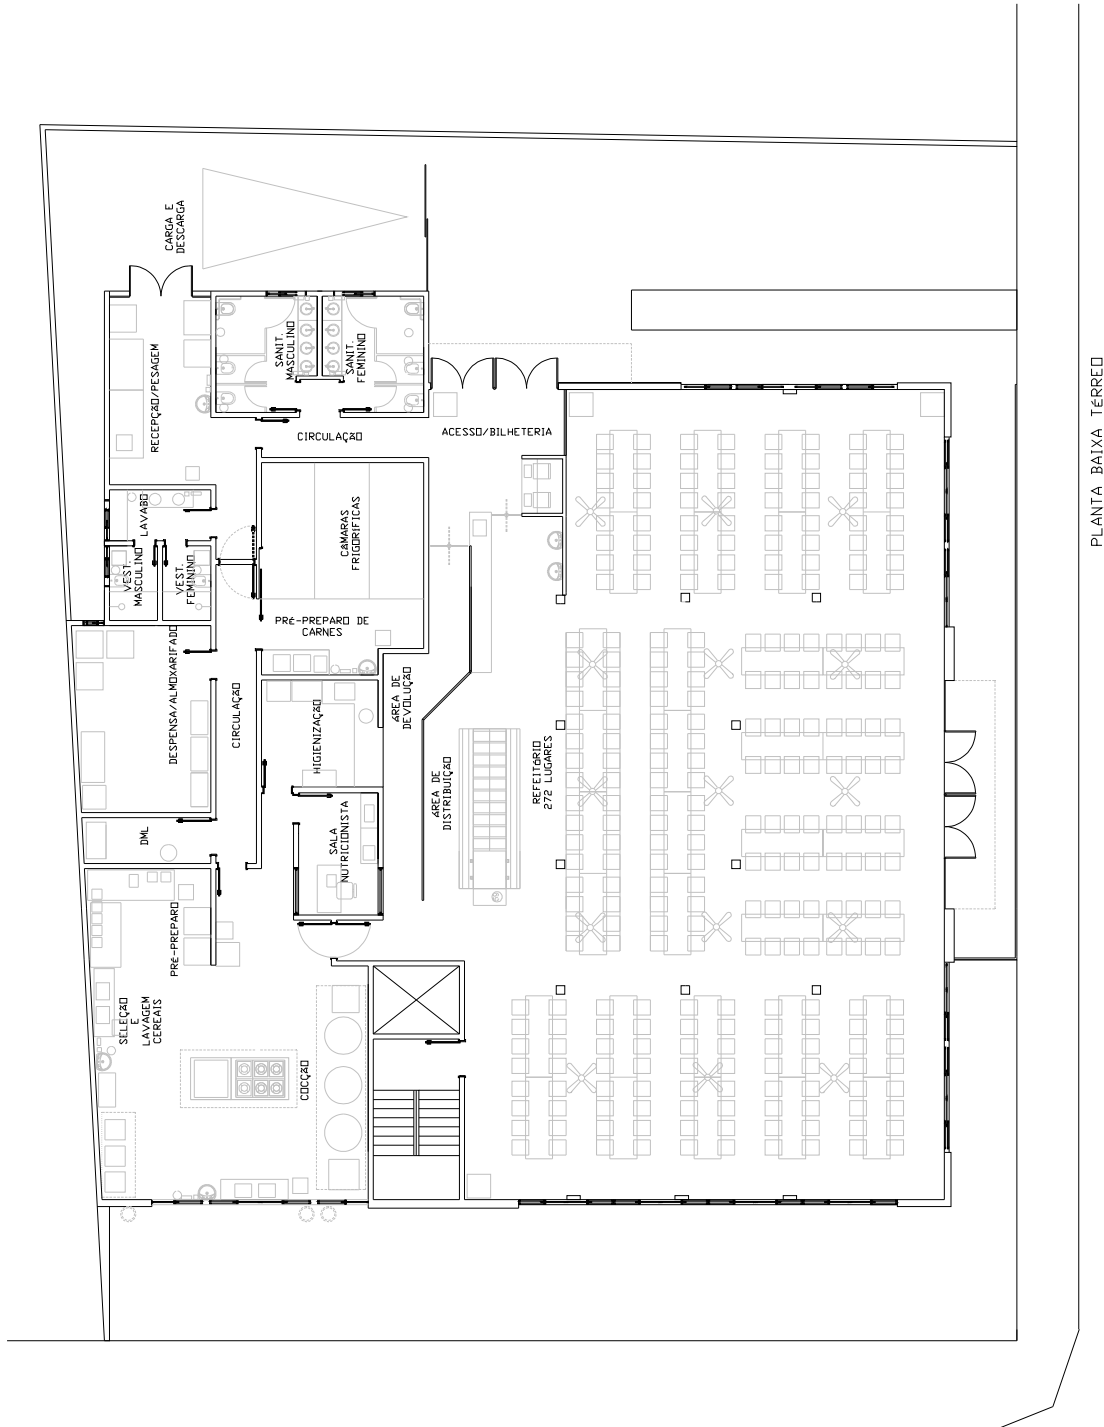 CARGA E
DESCARGA
RECEPÇÃO/PESAGEM
SANIT.
MASCULINO
SANIT.
FEMININO
CIRCULAÇÃO
ACESSO/BILHETERIA
LAVABO
VEST.
MASCULINO
VEST.
FEMININO
CÂMARAS
FRIGORÍFICAS
PRÉ-PREPARO DE
CARNES
DESPENSA/ALMOXARIFADO
CIRCULAÇÃO
HIGIENIZAÇÃO
ÁREA DE
DEVOLUÇÃO
ÁREA DE
DISTRIBUIÇÃO
REFEITÓRIO
272 LUGARES
DML
SALA
NUTRICIONISTA
PRÉ-PREPARO
SELEÇÃO
E
LAVAGEM
CEREAIS
COCÇÃO
PLANTA BAIXA TÉRREO